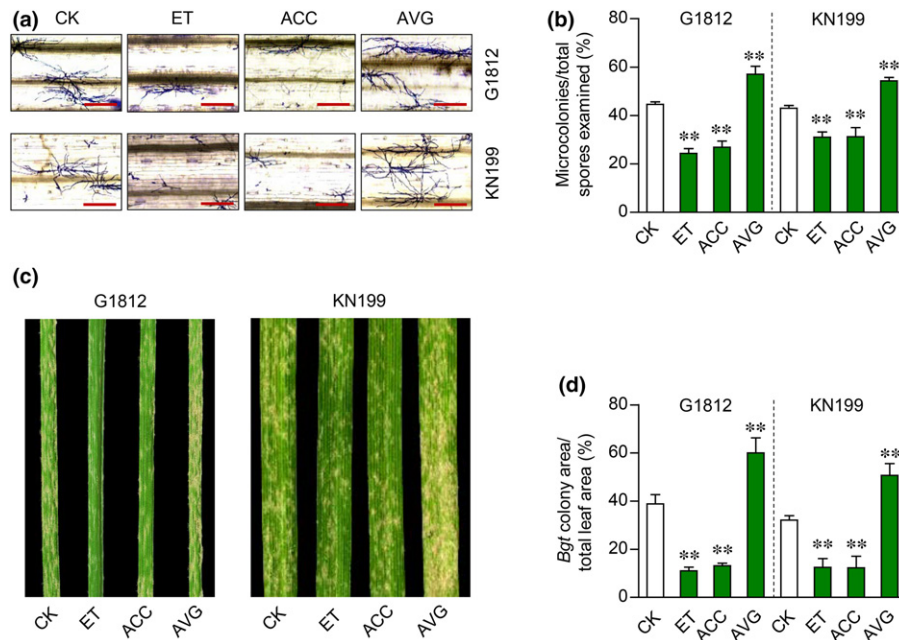 (a)
CK ET ACC AVG
G1812
KN199
(b)
G1812 KN199
Microcolonies/total
spores examined (%)
80
60
40
20
0
** ** ** ** ** **
CK ET ACC AVG CK ET ACC AVG
(c)
G1812 KN199
CK ET ACC AVG CK ET ACC AVG
(d)
G1812 KN199
Bgt colony area/
total leaf area (%)
80
60
40
20
0
** ** ** ** ** **
CK ET ACC AVG CK ET ACC AVG